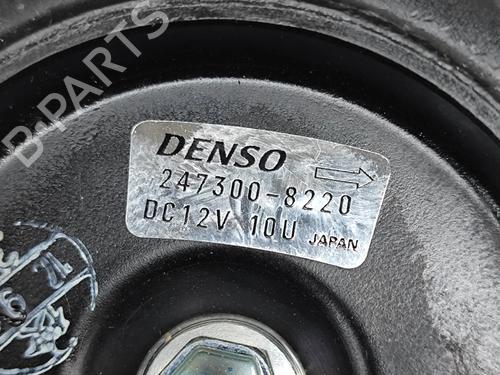 B-PARTS
DENSO
247300-8220
DC12V 10U JAPAN